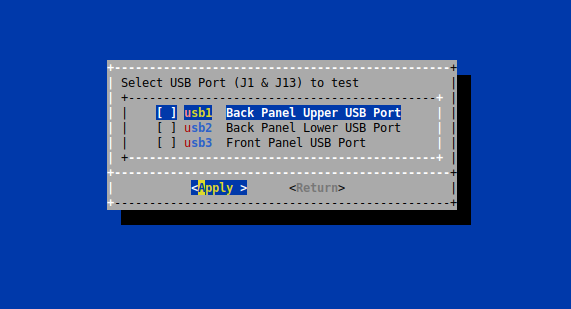 Select USB Port (J1 & J13) to test
[ ] usb1 Back Panel Upper USB Port
[ ] usb2 Back Panel Lower USB Port
[ ] usb3 Front Panel USB Port
<Apply > <Return>